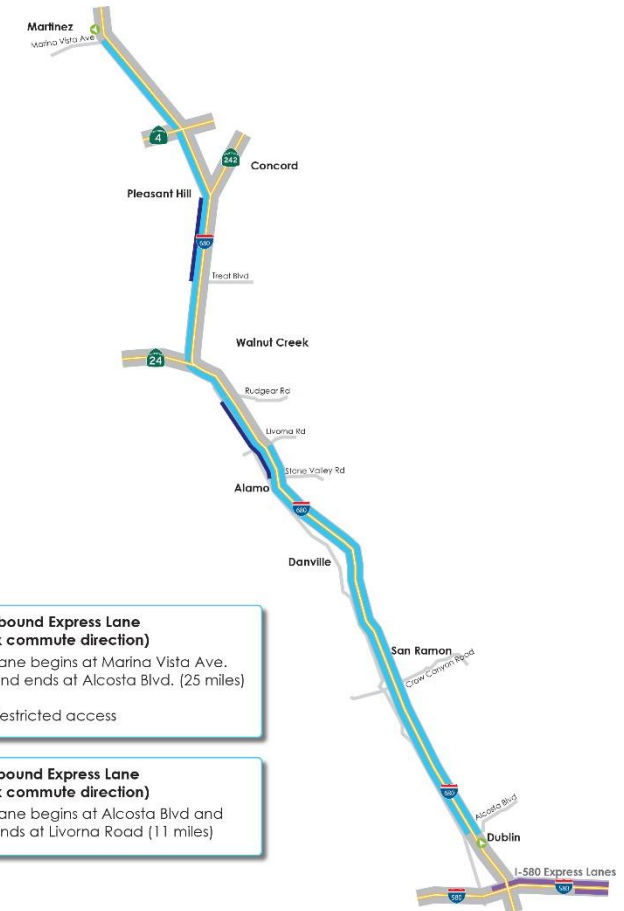 Martinez
Marina Vista Ave
4
242
Concord
Pleasant Hill
680
Treat Blvd
Walnut Creek
24
Rudgear Rd
Livorna Rd
Stone Valley Rd
Alamo
680
Danville
bound Express Lane
commute direction)
ane begins at Marina Vista Ave.
nd ends at Alcosta Blvd. (25 miles)
estricted access
San Ramon
Crow Canyon Road
bound Express Lane
commute direction)
ane begins at Alcosta Blvd and
nds at Livorna Road (11 miles)
680
Alcosta Blvd
Dublin
I-580 Express Lanes
580
580